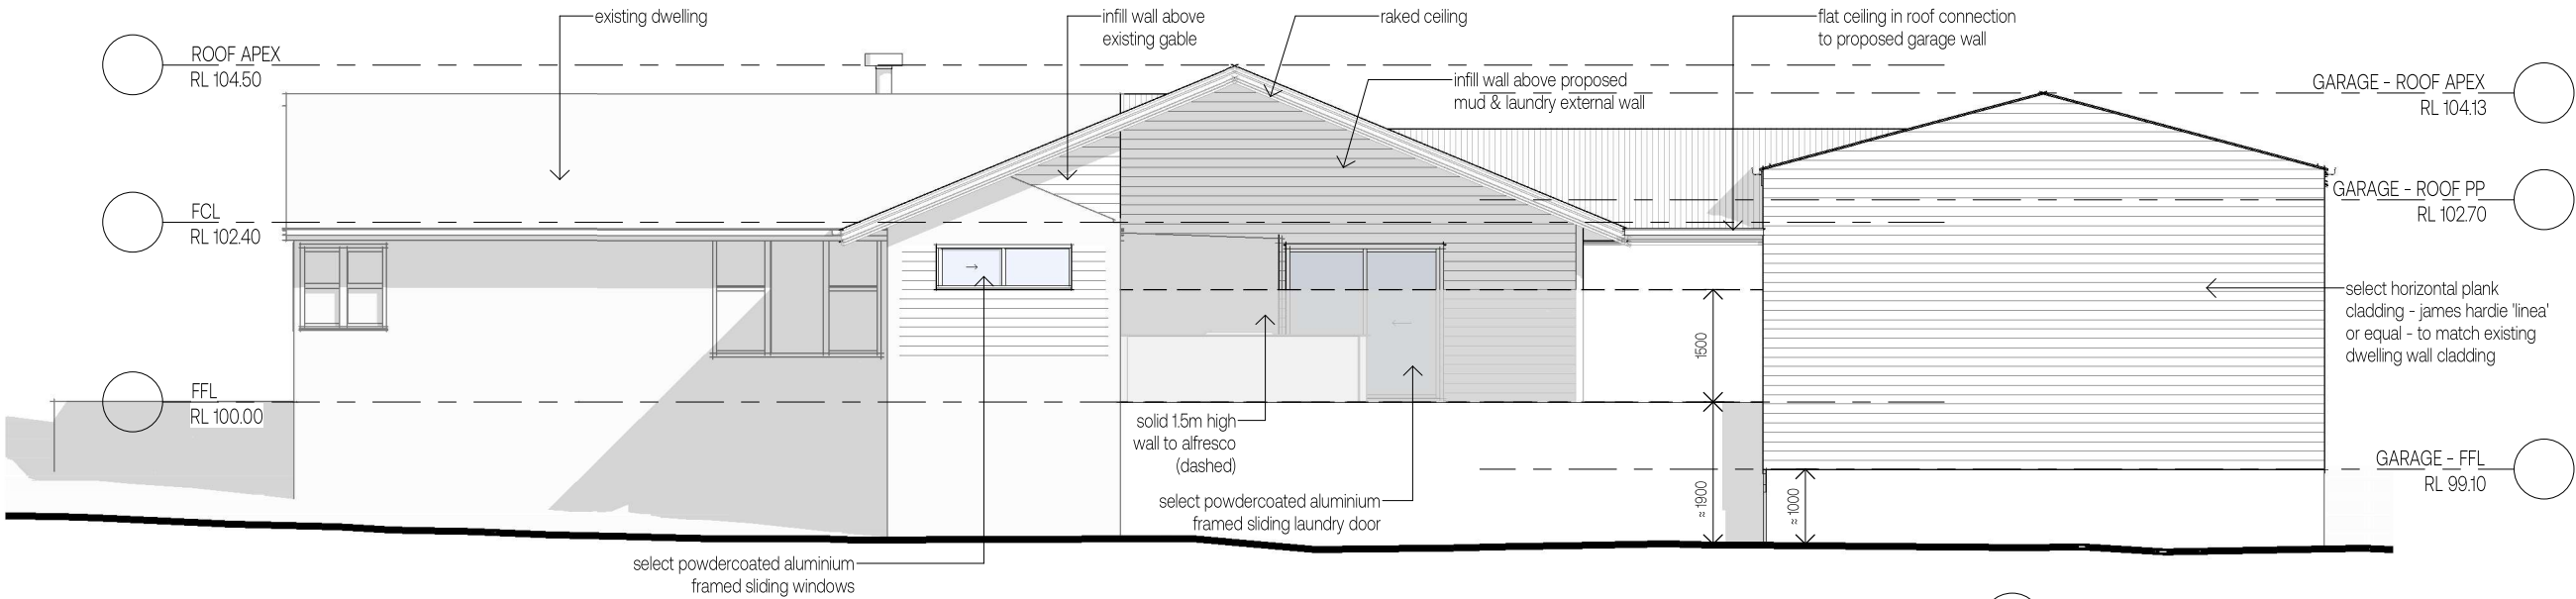 existing dwelling
infill wall above
existing gable
raked ceiling
flat ceiling in roof connection
to proposed garage wall
ROOF APEX
RL 104.50
infill wall above proposed
mud & laundry external wall
GARAGE - ROOF APEX
RL 104.13
FCL
RL 102.40
GARAGE - ROOF PP
RL 102.70
select horizontal plank
cladding - james hardie 'linea'
or equal - to match existing
dwelling wall cladding
1500
FFL
RL 100.00
solid 1.5m high
wall to alfresco
(dashed)
GARAGE - FFL
RL 99.10
select powdercoated aluminium
framed sliding laundry door
≈ 1900
≈ 1000
select powdercoated aluminium
framed sliding windows